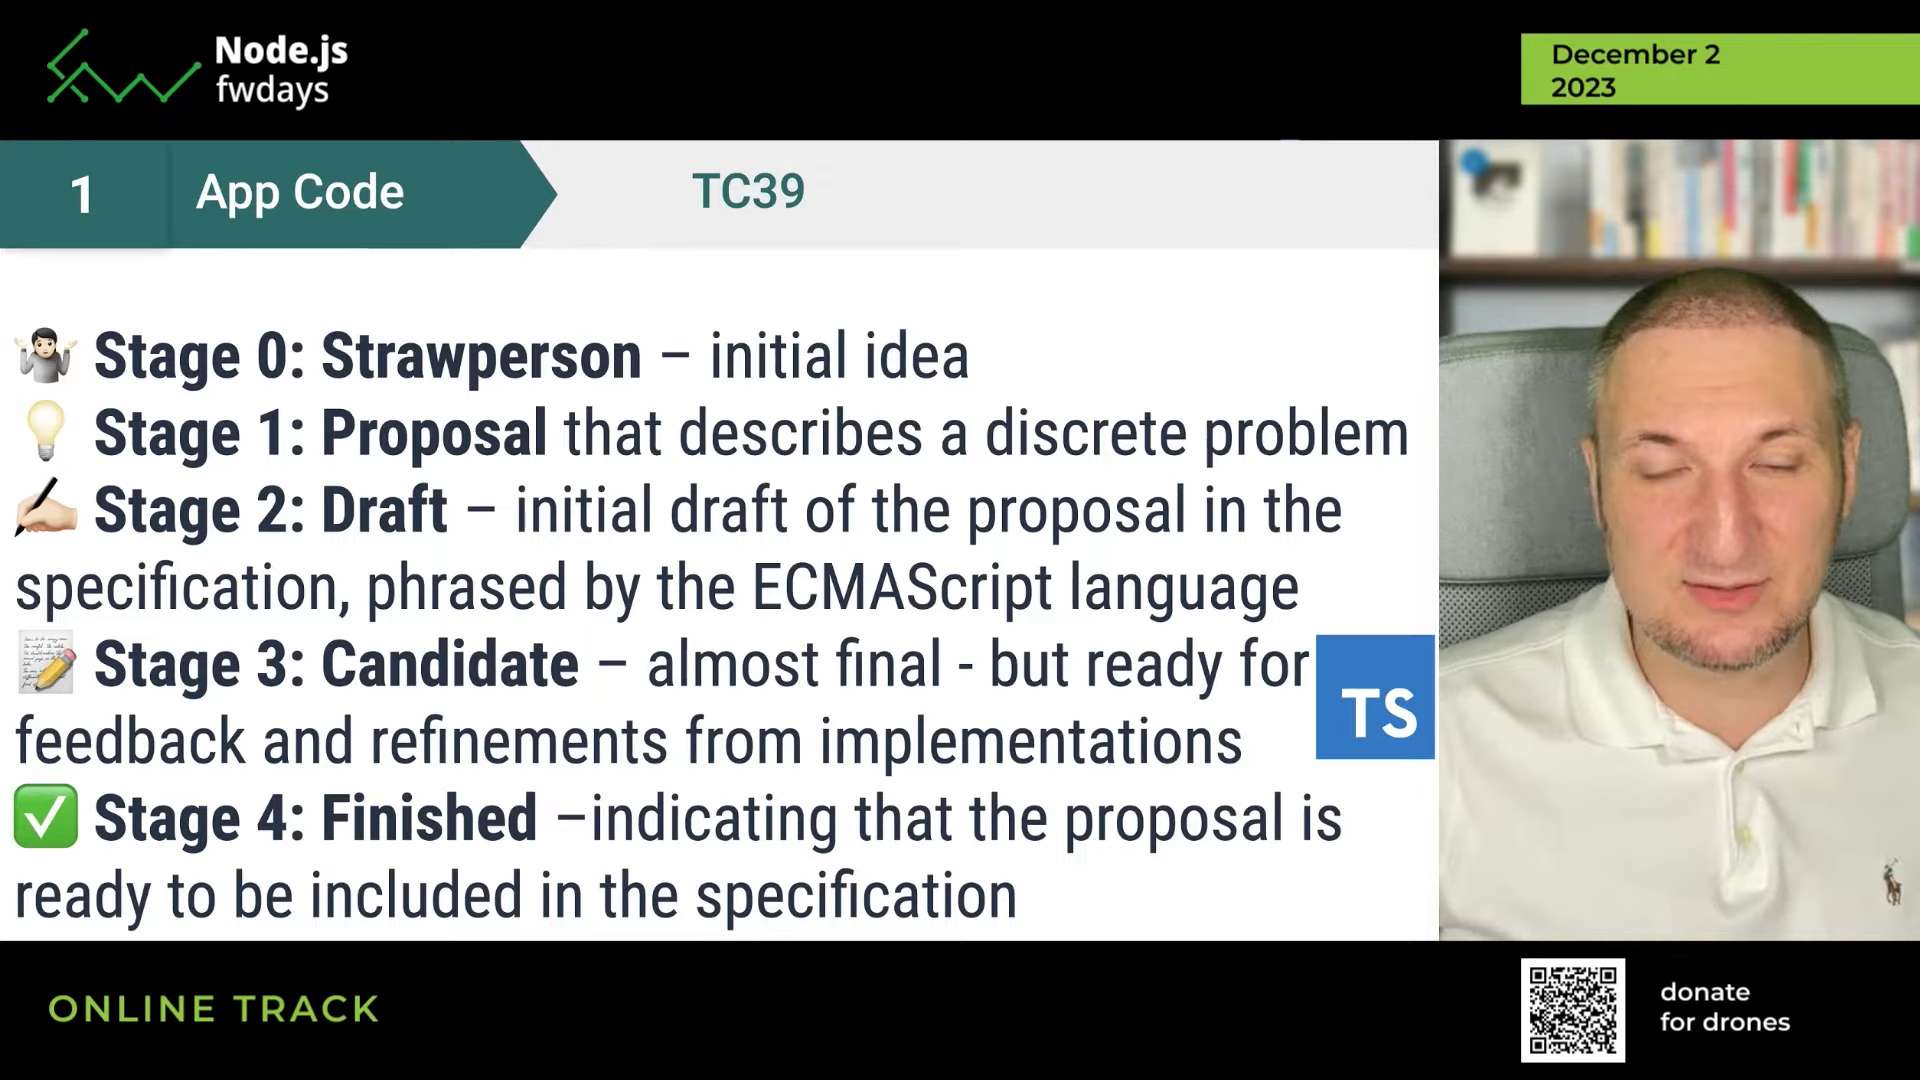 Node.js
fwdays
December 2
2023
1
App Code
TC39
Stage 0: Strawperson – initial idea
Stage 1: Proposal that describes a discrete problem
Stage 2: Draft – initial draft of the proposal in the
specification, phrased by the ECMAScript language
Stage 3: Candidate – almost final - but ready for
TS
feedback and refinements from implementations
Stage 4: Finished –indicating that the proposal is
ready to be included in the specification
ONLINE TRACK
donate
for drones